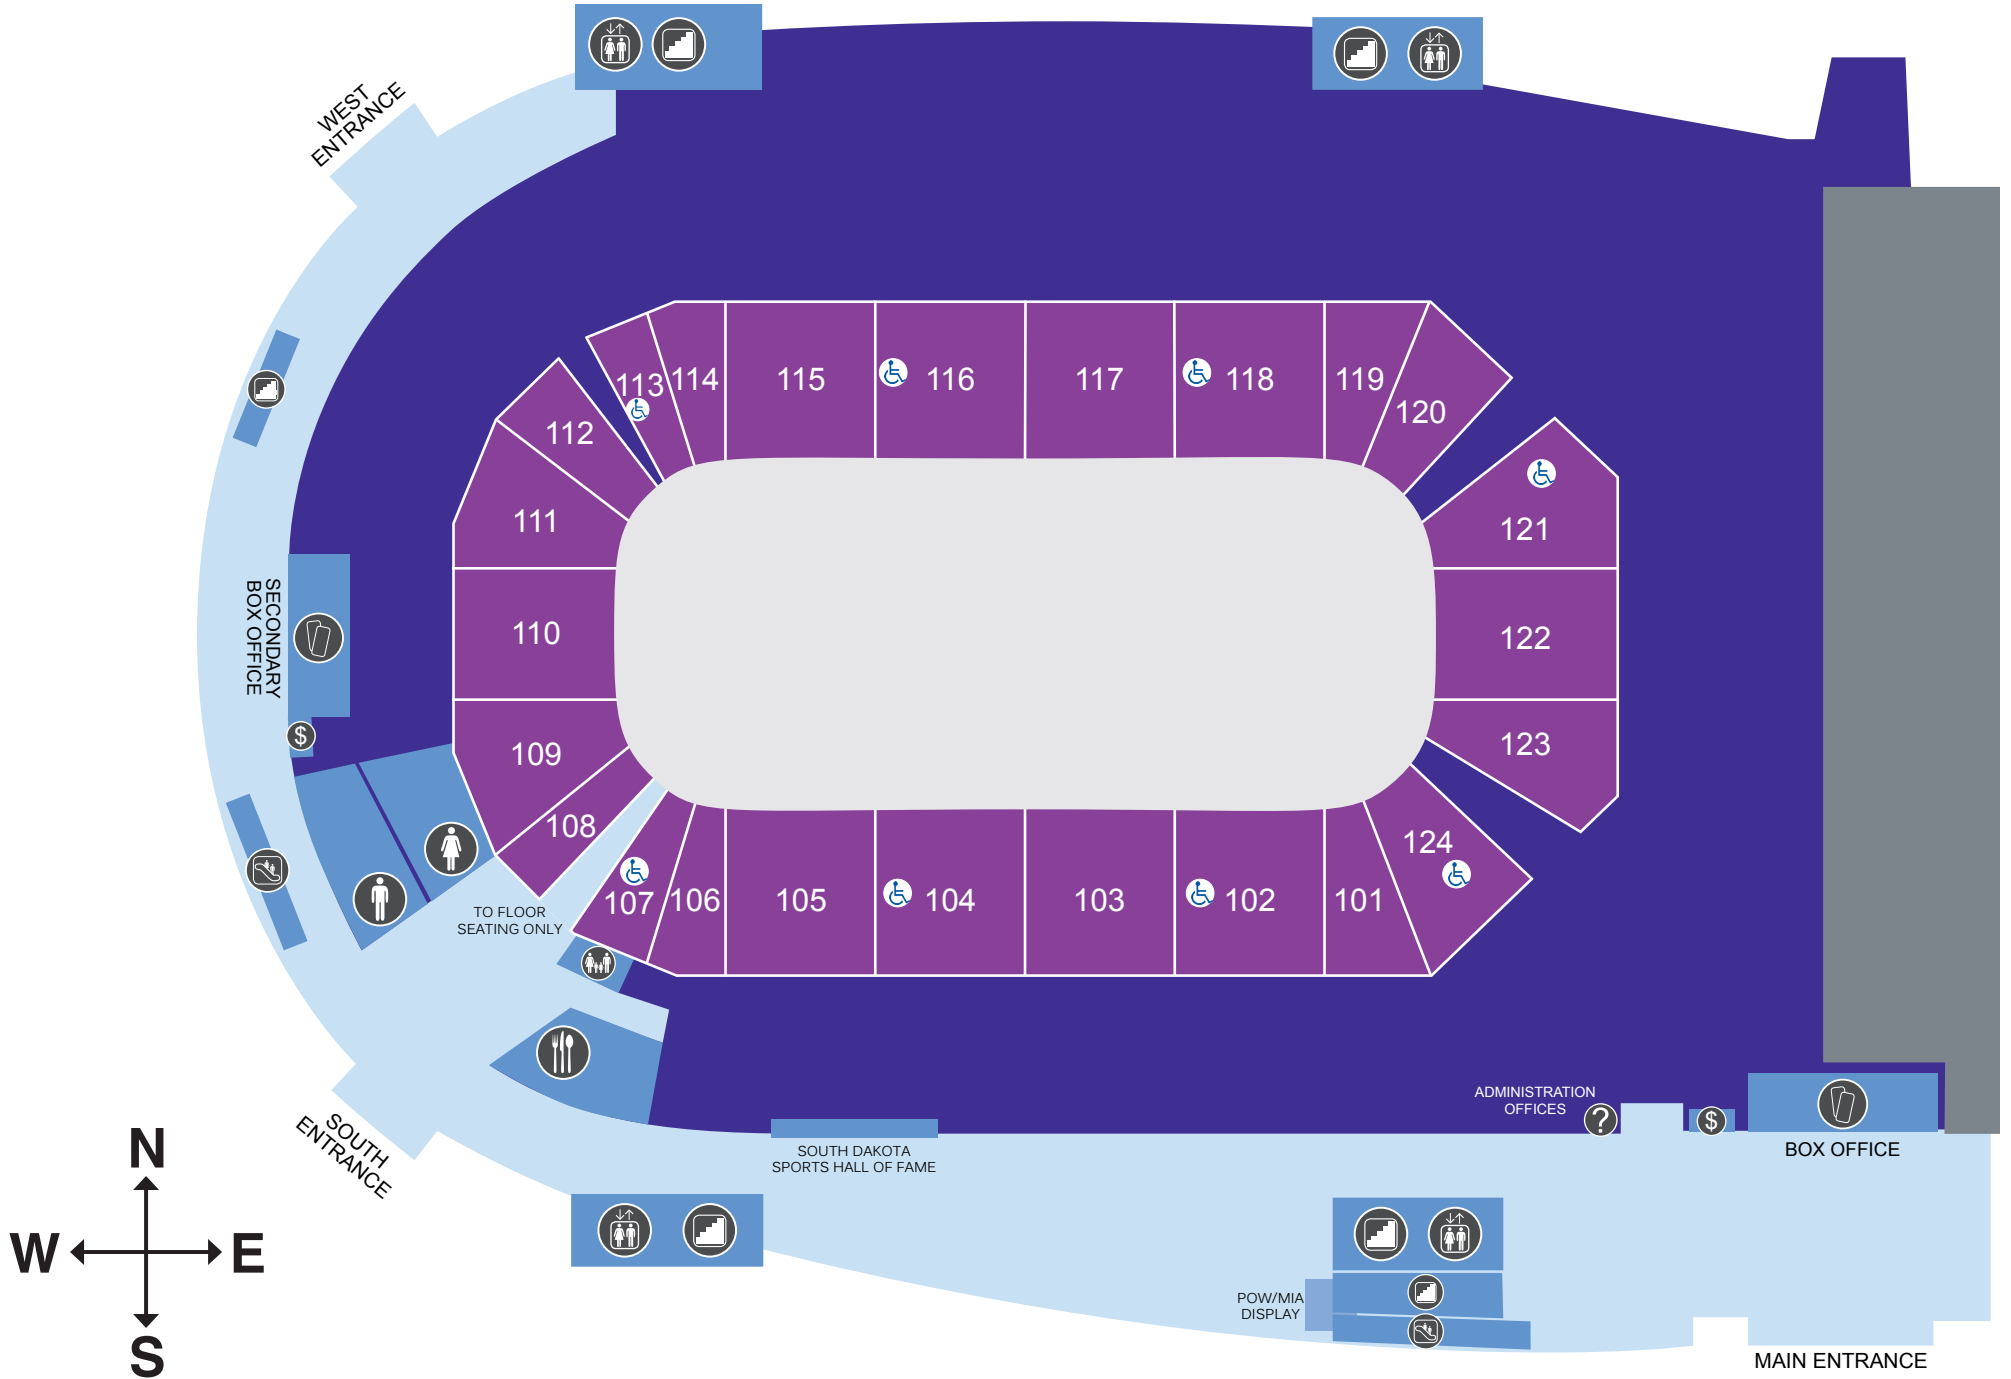 WEST
ENTRANCE
113
114
115
116
117
118
119
120
112
111
121
110
122
SECONDARY
BOX OFFICE
$
109
123
108
124
107
106
105
104
103
102
101
TO FLOOR
SEATING ONLY
ADMINISTRATION
OFFICES
?
$
BOX OFFICE
SOUTH
ENTRANCE
SOUTH DAKOTA
SPORTS HALL OF FAME
N
W
E
S
POW/MIA
DISPLAY
MAIN ENTRANCE